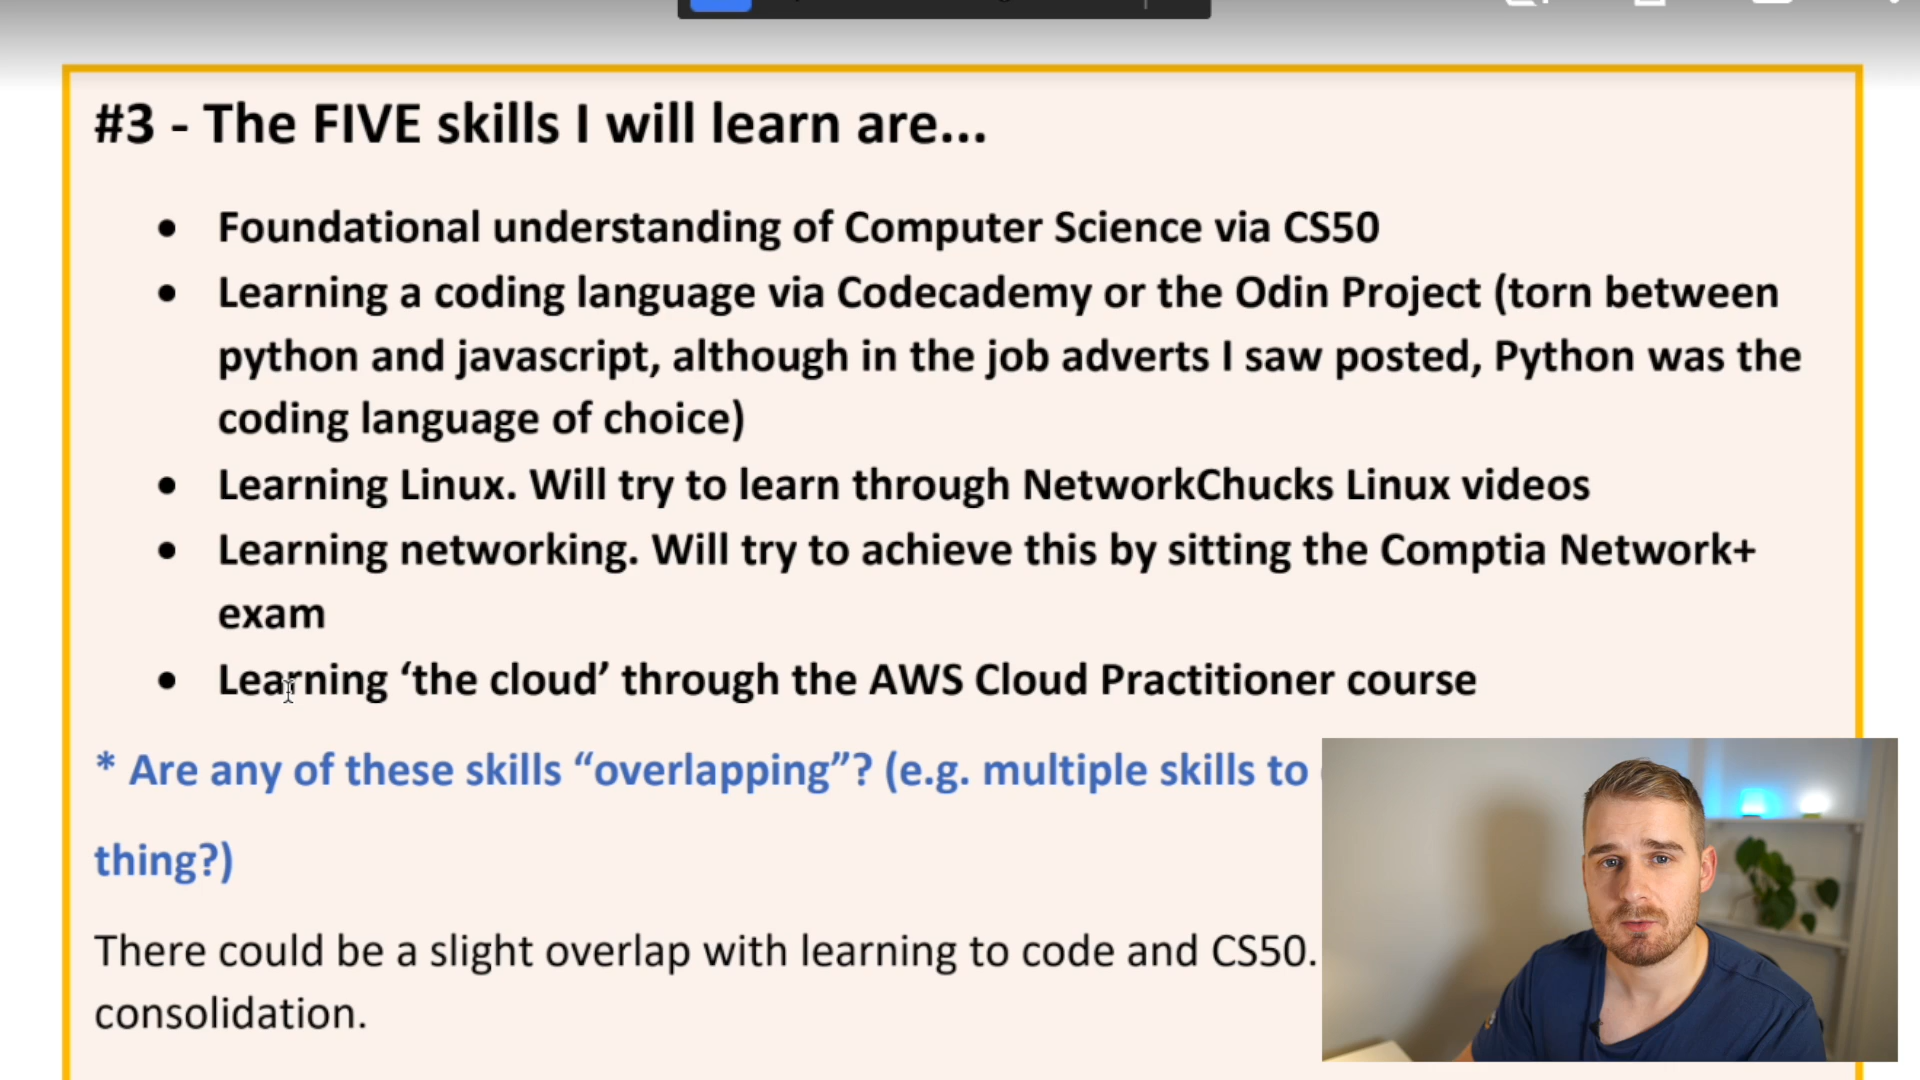 #3 - The FIVE skills I will learn are...
• Foundational understanding of Computer Science via CS50
• Learning a coding language via Codecademy or the Odin Project (torn between
python and javascript, although in the job adverts I saw posted, Python was the
coding language of choice)
• Learning Linux. Will try to learn through NetworkChucks Linux videos
• Learning networking. Will try to achieve this by sitting the Comptia Network+
exam
• Learning ‘the cloud’ through the AWS Cloud Practitioner course
* Are any of these skills “overlapping”? (e.g. multiple skills to
thing?)
There could be a slight overlap with learning to code and CS50.
consolidation.